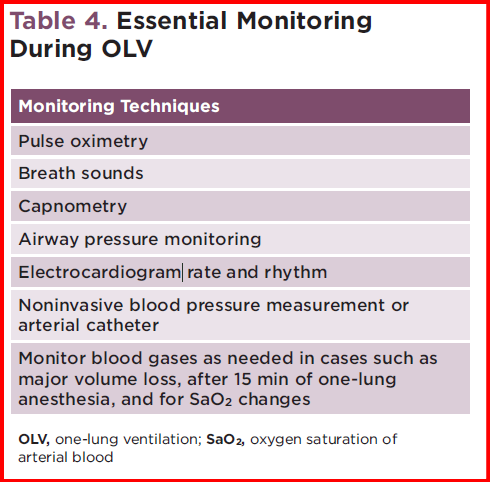 Table 4. Essential Monitoring
During OLV
Monitoring Techniques
Pulse oximetry
Breath sounds
Capnometry
Airway pressure monitoring
Electrocardiogram rate and rhythm
Noninvasive blood pressure measurement or
arterial catheter
Monitor blood gases as needed in cases such as
major volume loss, after 15 min of one-lung
anesthesia, and for SaO₂ changes
OLV, one-lung ventilation; SaO₂, oxygen saturation of
arterial blood